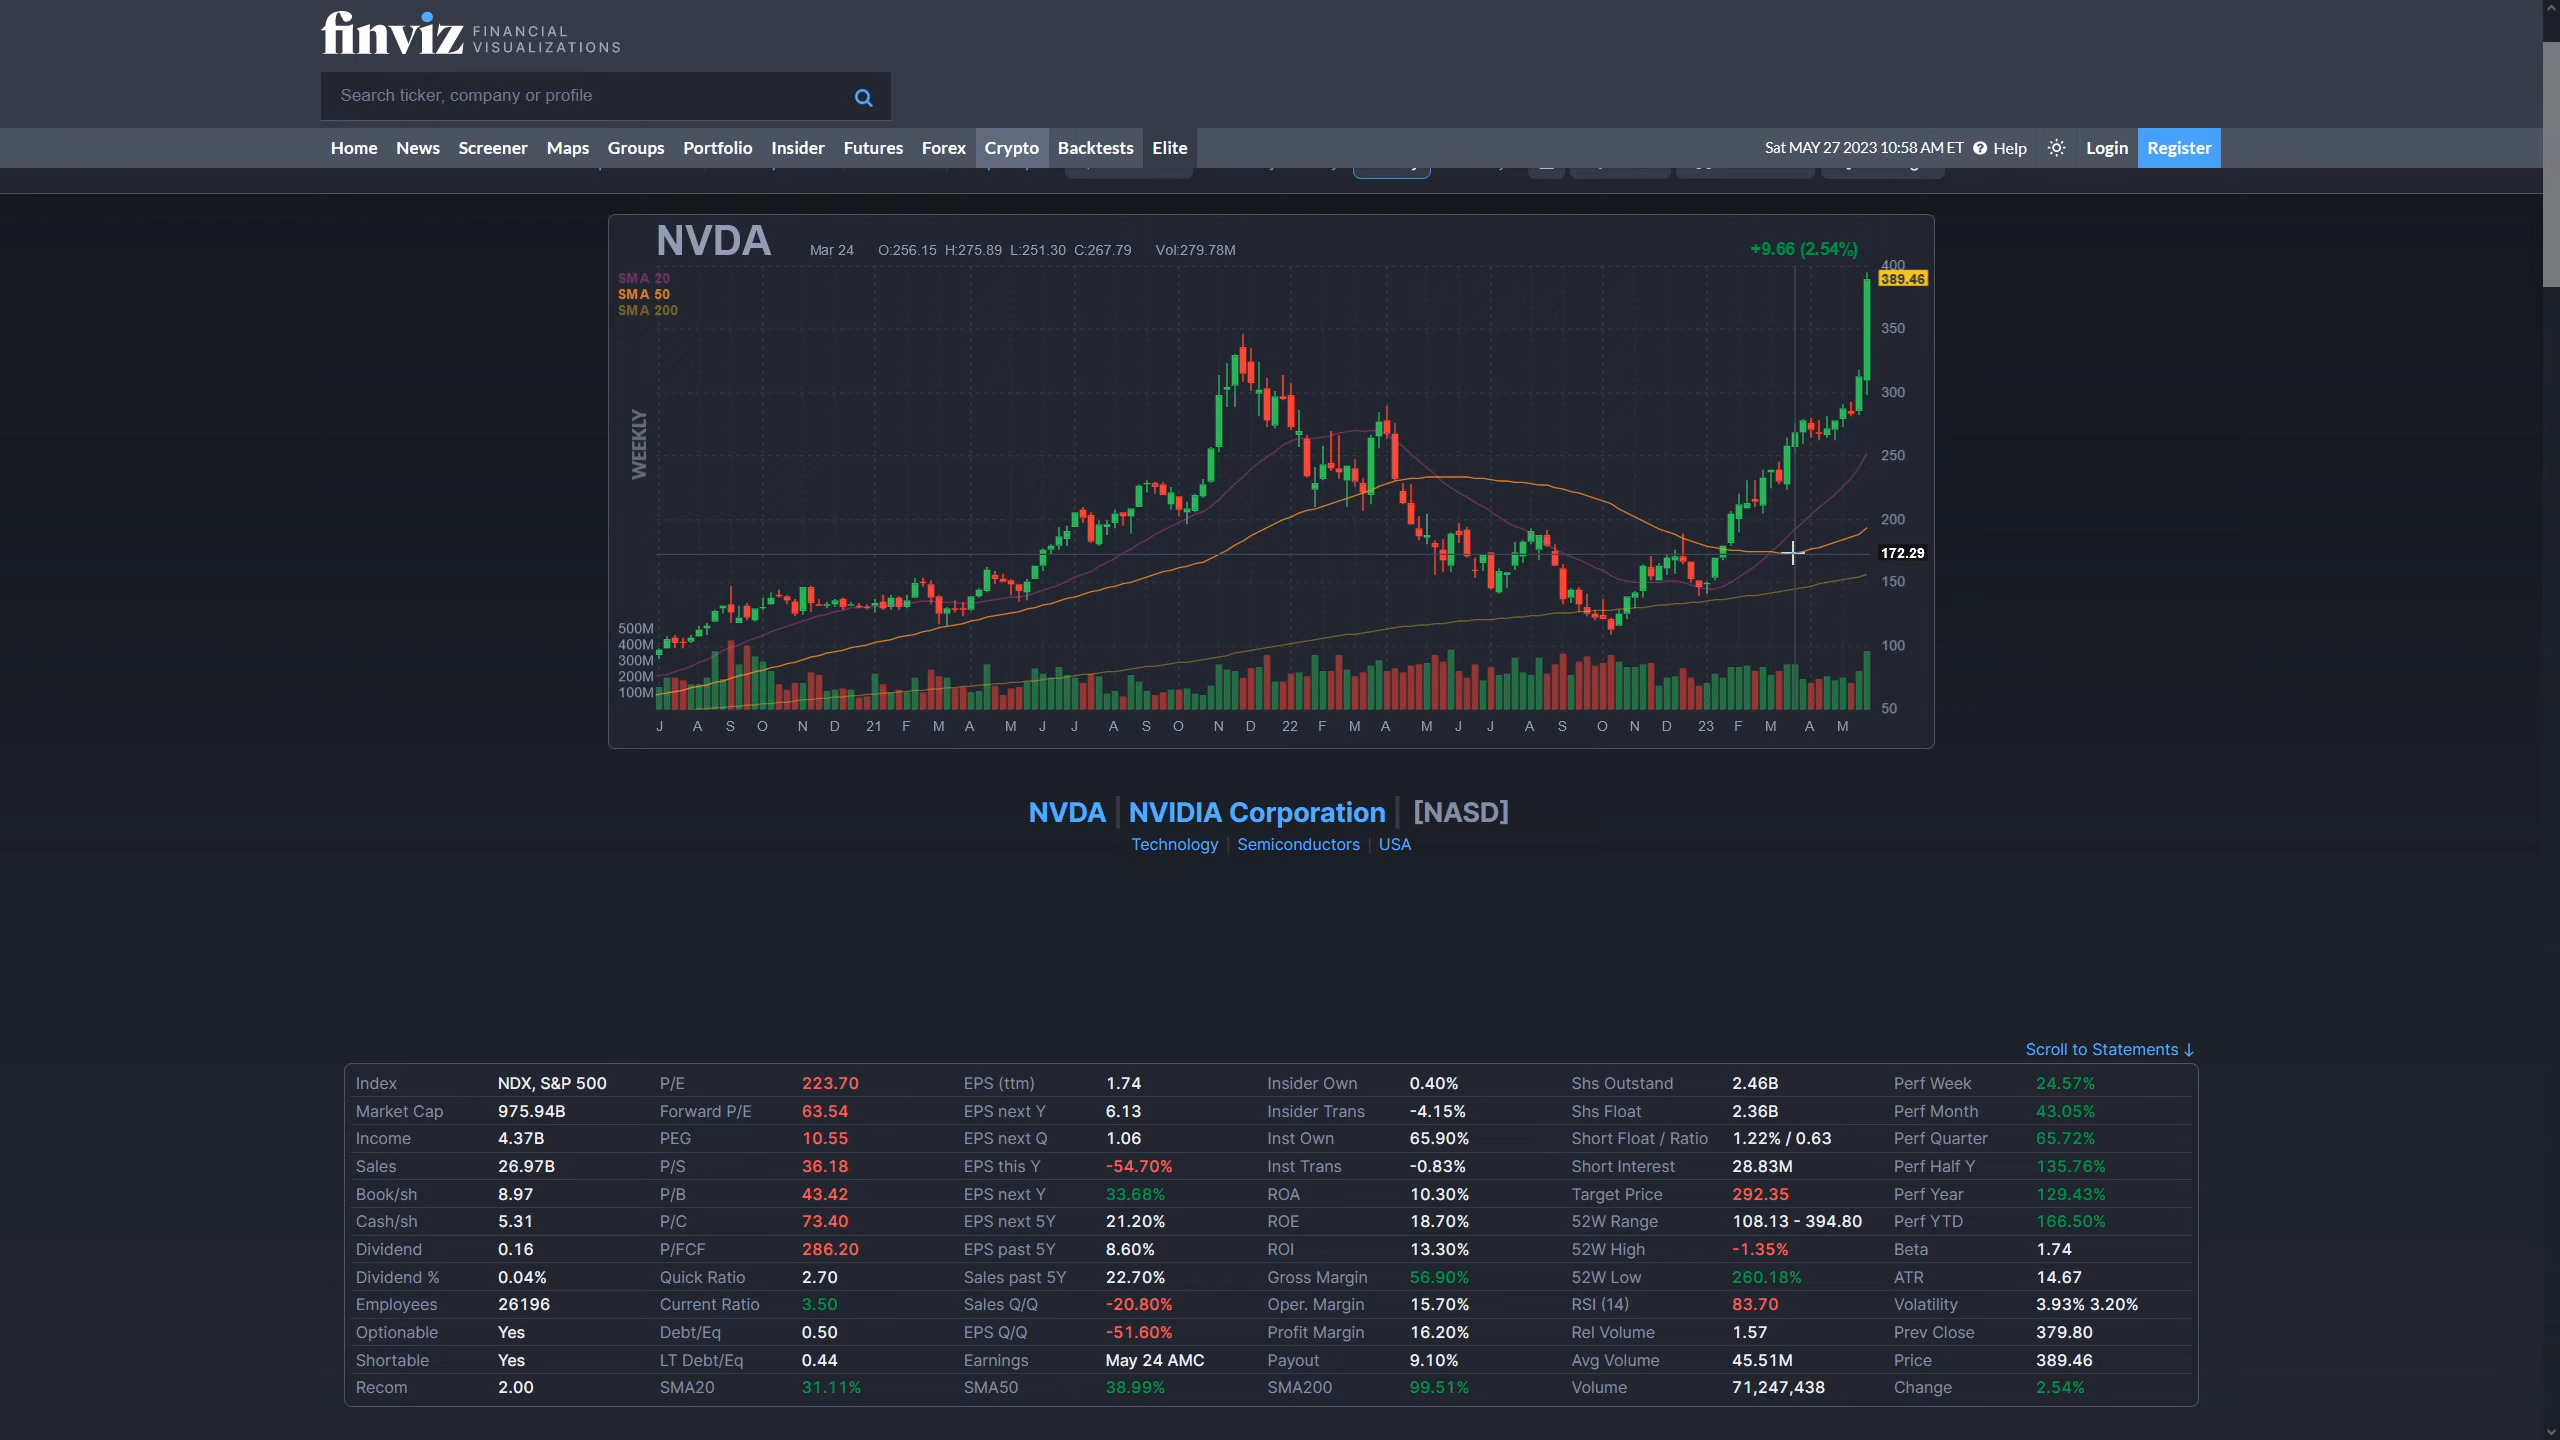 finviz FINANCIAL VISUALIZATIONS
Search ticker, company or profile
Home News Screener Maps Groups Portfolio Insider Futures Forex Crypto Backtests Elite Sat MAY 27 2023 10:58 AM ET Help Login Register
NVDA Mar 24 O:256.15 H:275.89 L:251.30 C:267.79 Vol:279.78M +9.66 (2.54%)
400
389.46
SMA 20
SMA 50
SMA 200
350
300
WEEKLY
250
200
172.29
150
500M
400M
100
300M
200M
100M
50
J A S O N D 21 F M A M J J A S O N D 22 F M A M J J A S O N D 23 F M A M
NVDA NVIDIA Corporation [NASD]
Technology Semiconductors USA
Scroll to Statements ↓
Index NDX, S&P 500 P/E 223.70 EPS (ttm) 1.74 Insider Own 0.40% Shs Outstand 2.46B Perf Week 24.57%
Market Cap 975.94B Forward P/E 63.54 EPS next Y 6.13 Insider Trans -4.15% Shs Float 2.36B Perf Month 43.05%
Income 4.37B PEG 10.55 EPS next Q 1.06 Inst Own 65.90% Short Float / Ratio 1.22% / 0.63 Perf Quarter 65.72%
Sales 26.97B P/S 36.18 EPS this Y -54.70% Inst Trans -0.83% Short Interest 28.83M Perf Half Y 135.76%
Book/sh 8.97 P/B 43.42 EPS next Y 33.68% ROA 10.30% Target Price 292.35 Perf Year 129.43%
Cash/sh 5.31 P/C 73.40 EPS next 5Y 21.20% ROE 18.70% 52W Range 108.13 - 394.80 Perf YTD 166.50%
Dividend 0.16 P/FCF 286.20 EPS past 5Y 8.60% ROI 13.30% 52W High -1.35% Beta 1.74
Dividend % 0.04% Quick Ratio 2.70 Sales past 5Y 22.70% Gross Margin 56.90% 52W Low 260.18% ATR 14.67
Employees 26196 Current Ratio 3.50 Sales Q/Q -20.80% Oper. Margin 15.70% RSI (14) 83.70 Volatility 3.93% 3.20%
Optionable Yes Debt/Eq 0.50 EPS Q/Q -51.60% Profit Margin 16.20% Rel Volume 1.57 Prev Close 379.80
Shortable Yes LT Debt/Eq 0.44 Earnings May 24 AMC Payout 9.10% Avg Volume 45.51M Price 389.46
Recom 2.00 SMA20 31.11% SMA50 38.99% SMA200 99.51% Volume 71,247,438 Change 2.54%